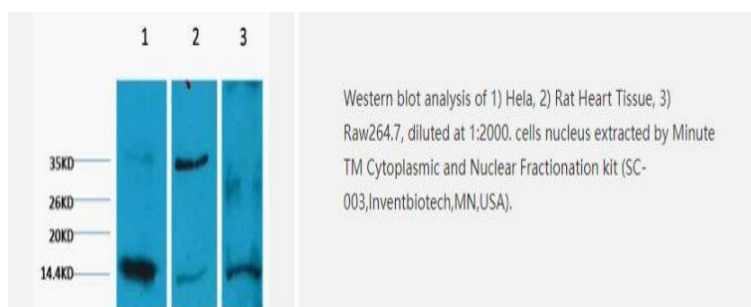 1 2 3
35KD
26KD
20KD
14.4KD
Western blot analysis of 1) Hela, 2) Rat Heart Tissue, 3)
Raw264.7, diluted at 1:2000. cells nucleus extracted by Minute
TM Cytoplasmic and Nuclear Fractionation kit (SC-
003,Inventbiotech,MN,USA).